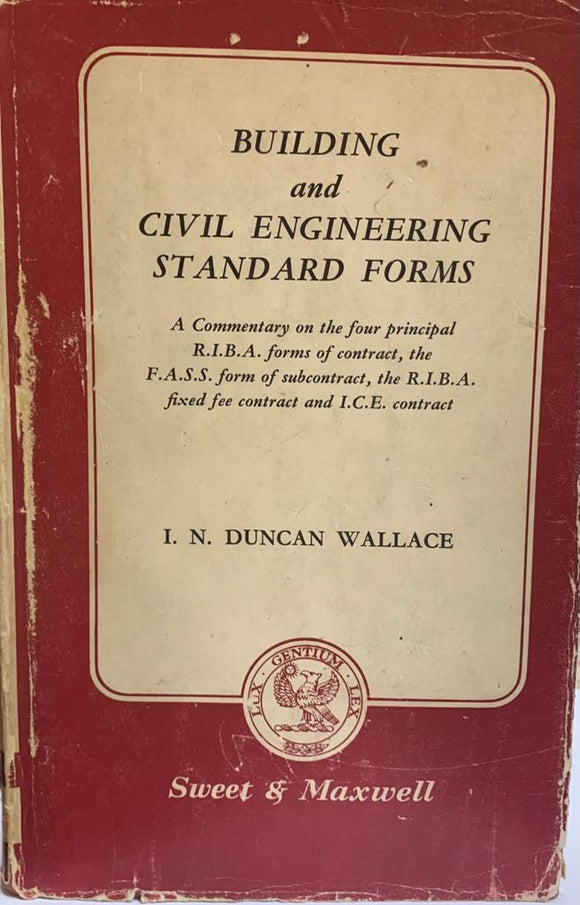 BUILDING
and
CIVIL ENGINEERING
STANDARD FORMS
A Commentary on the four principal
R.I.B.A. forms of contract, the
F.A.S.S. form of subcontract, the R.I.B.A.
fixed fee contract and I.C.E. contract
I. N. DUNCAN WALLACE
LUX · GENTIUM · LEX
Sweet & Maxwell